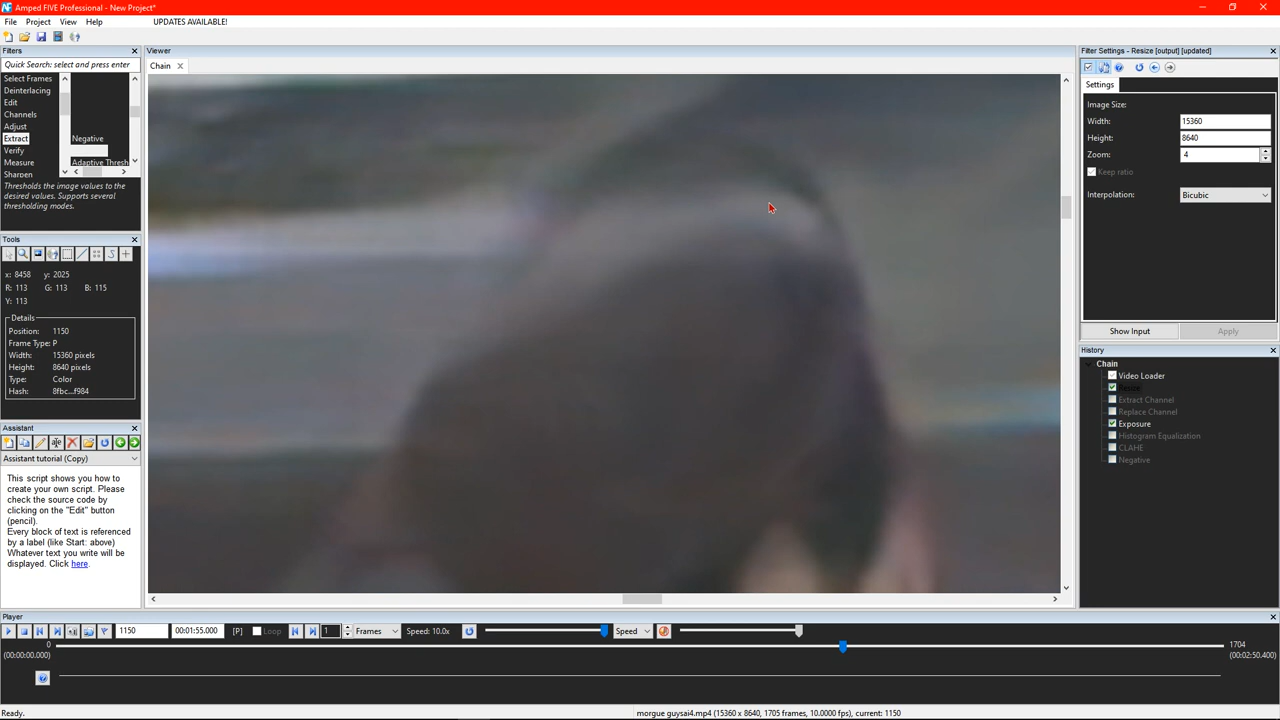 Amped FIVE Professional - New Project*
File Project View Help UPDATES AVAILABLE!
Filters
Quick Search: select and press enter
Select Frames
Deinterlacing
Edit
Channels
Adjust
Extract
Negative
Verify
Measure
Adaptive Thresh
Sharpen
Thresholds the image values to the
desired values. Supports several
thresholding modes.
Tools
x: 8458 y: 2025
R: 113 G: 113 B: 115
Y: 113
Details
Position: 1150
Frame Type: P
Width: 15360 pixels
Height: 8640 pixels
Type: Color
Hash: 8fbc...f984
Assistant
Assistant tutorial (Copy)
This script shows you how to
create your own script. Please
check the source code by
clicking on the "Edit" button
(pencil).
Every block of text is referenced
by a label (like Start: above)
Whatever text you write will be
displayed. Click here.
Viewer
Chain
Filter Settings - Resize [output] [updated]
Settings
Image Size:
Width: 15360
Height: 8640
Zoom: 4
Keep ratio
Interpolation: Bicubic
Show Input Apply
History
Chain
Video Loader
Resize
Extract Channel
Replace Channel
Exposure
Histogram Equalization
CLAHE
Negative
Player
1150 00:01:55.000 [P] Loop 1 Frames Speed: 10.0x Speed
0 1704
(00:00:00.000) (00:02:50.400)
Ready. morgue guysai4.mp4 (15360 x 8640, 1705 frames, 10.0000 fps), current: 1150